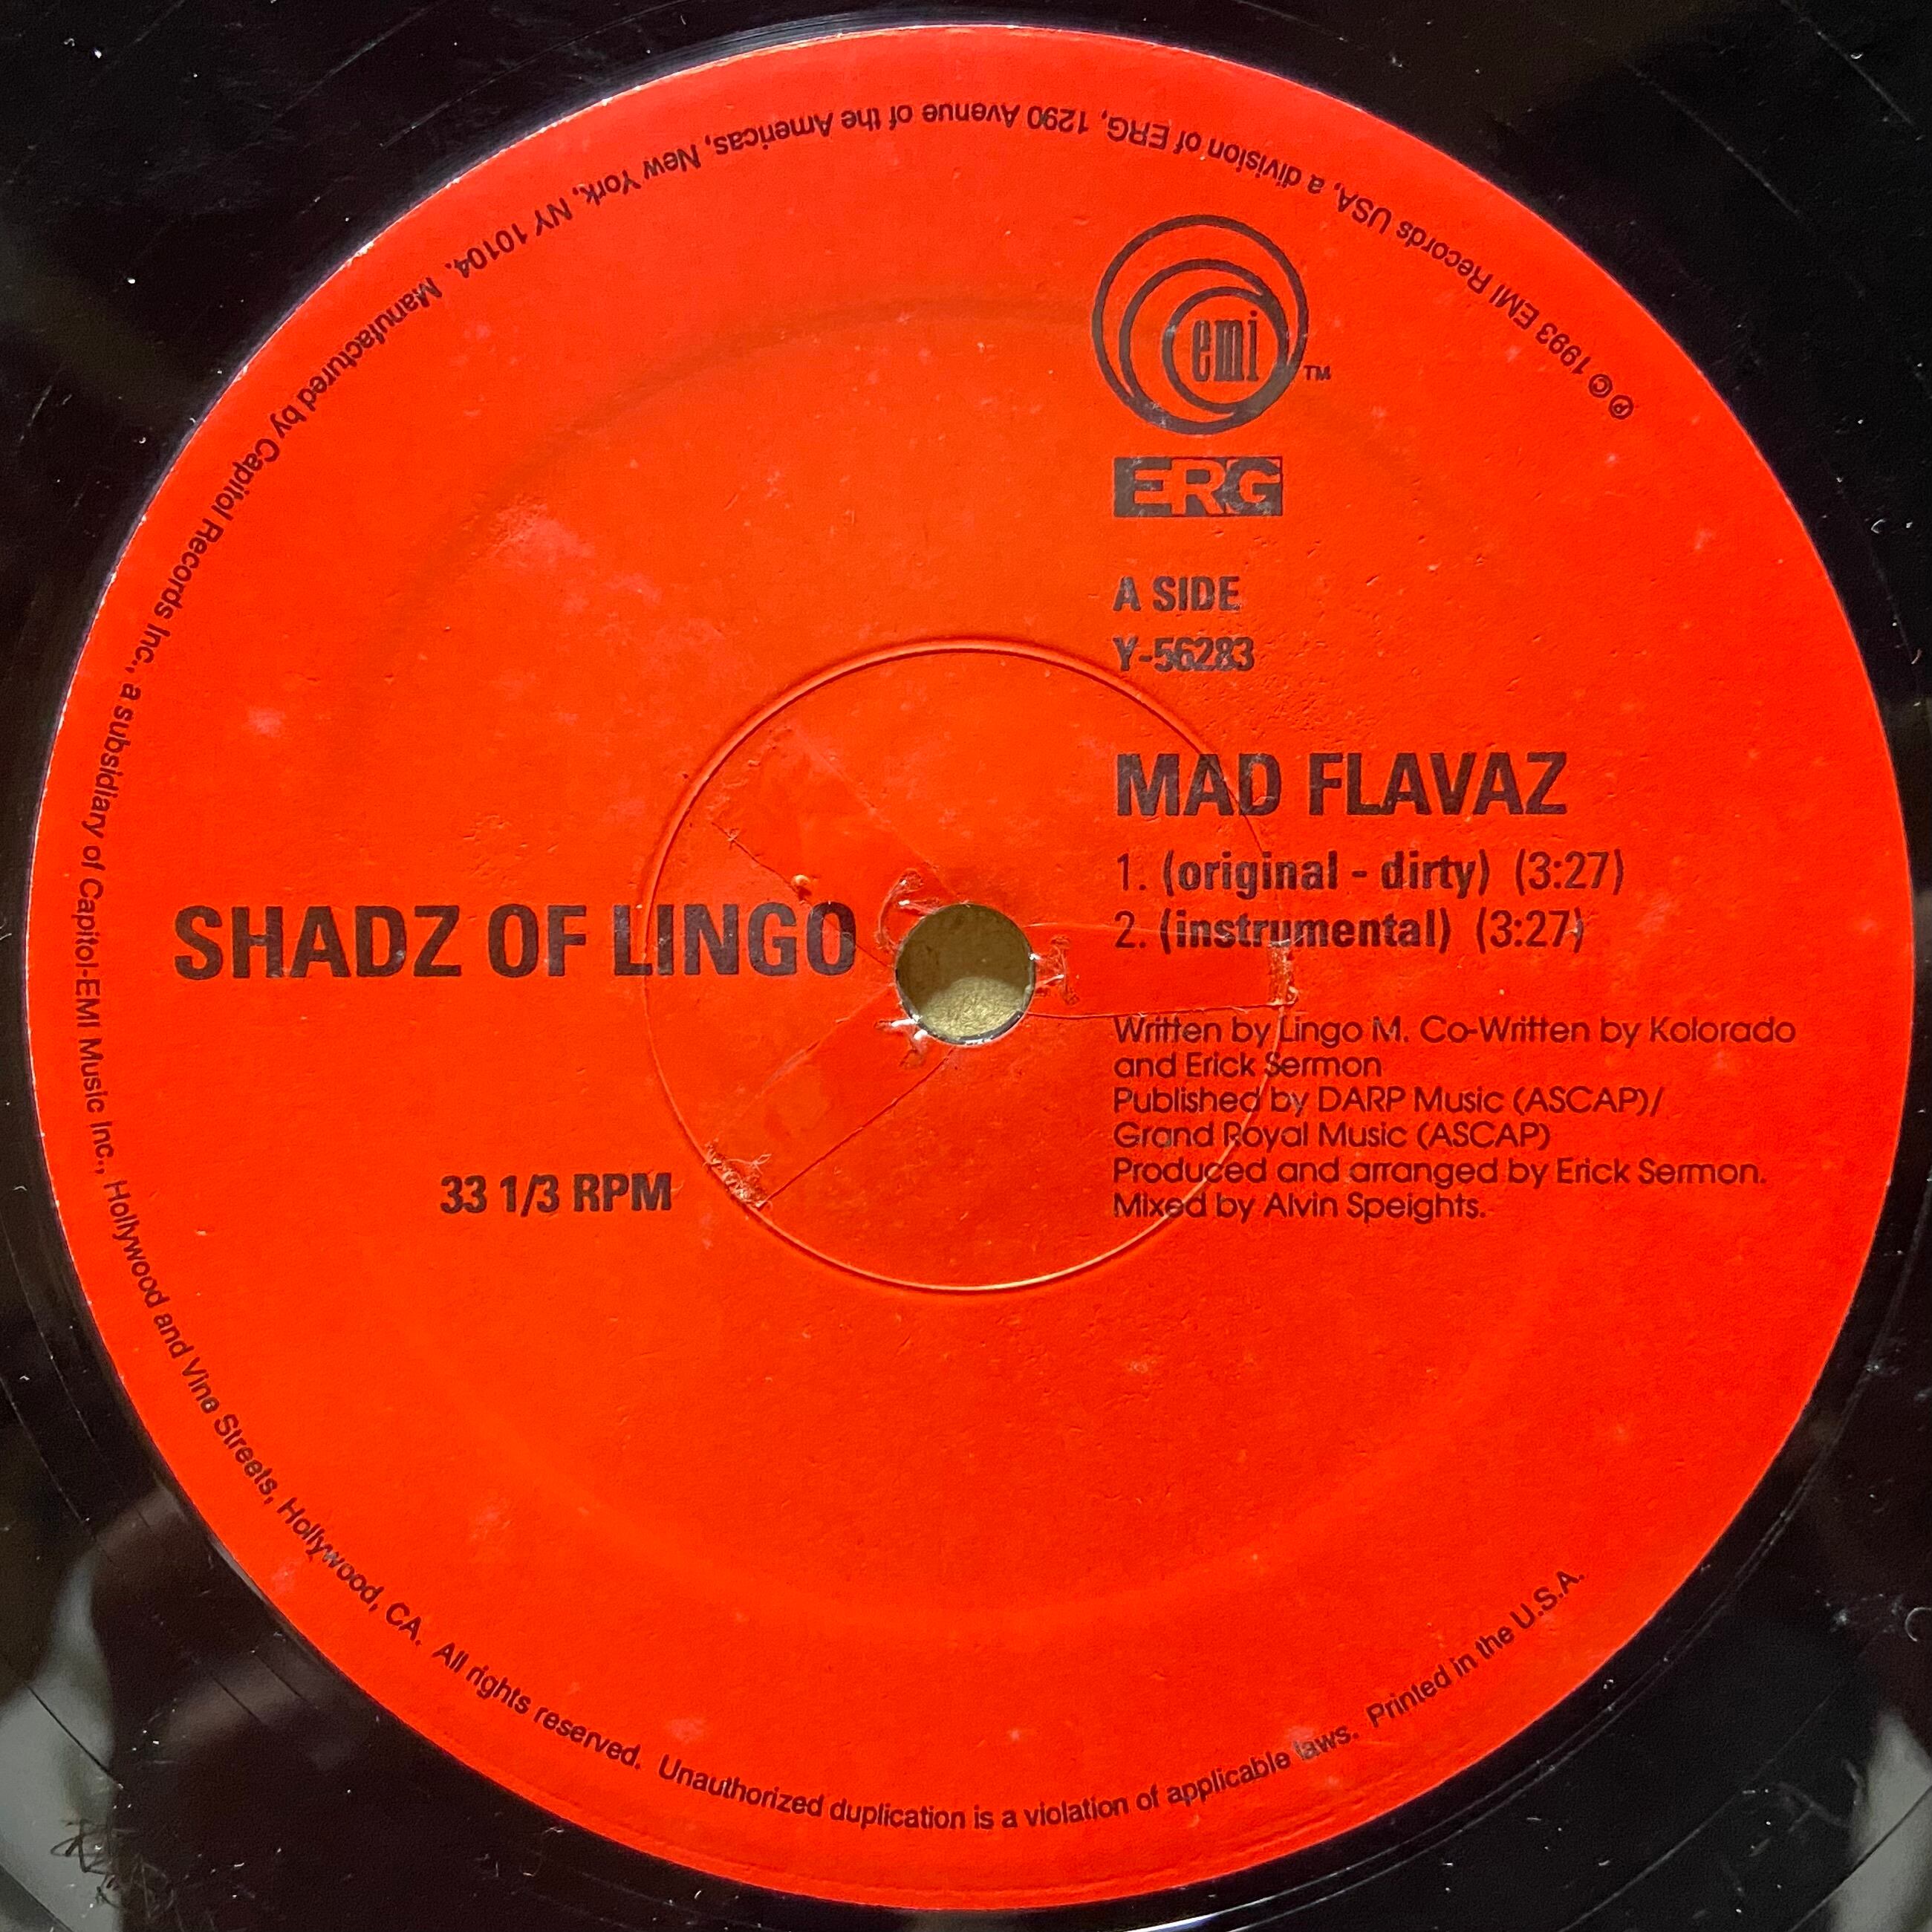 emi
TM
ERG
A SIDE
Y-56283
MAD FLAVAZ
1. (original - dirty) (3:27)
2. (instrumental) (3:27)
SHADZ OF LINGO
33 1/3 RPM
Written by Lingo M. Co-Written by Kolorado
and Erick Sermon
Published by DARP Music (ASCAP)/
Grand Royal Music (ASCAP)
Produced and arranged by Erick Sermon.
Mixed by Alvin Speights.
℗ © 1993 EMI Records USA, a division of ERG, 1290 Avenue of the Americas, New York, NY 10104. Manufactured by Capitol Records Inc., a subsidiary of Capitol-EMI Music Inc., Hollywood and Vine Streets, Hollywood, CA. All rights reserved. Unauthorized duplication is a violation of applicable laws. Printed in the U.S.A.